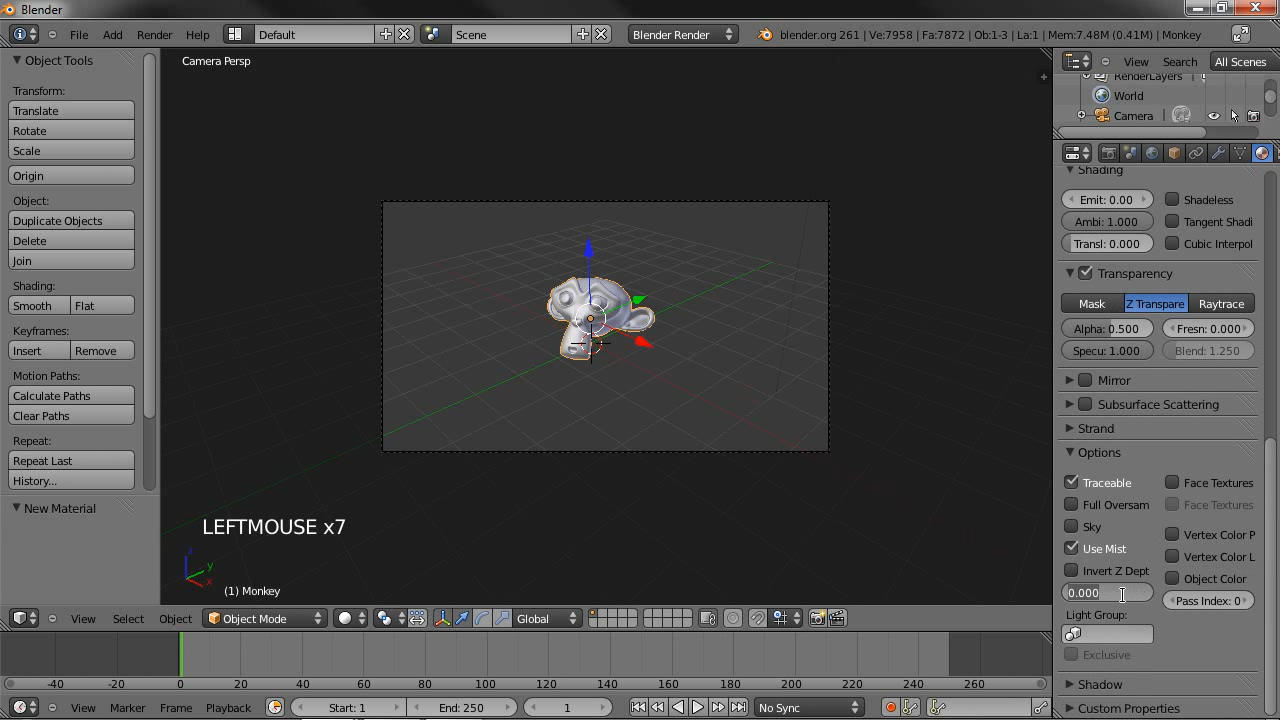 Blender
File Add Render Help Default Scene Blender Render blender.org 261 | Ve:7958 | Fa:7872 | Ob:1-3 | La:1 | Mem:7.48M (0.41M) | Monkey
Object Tools
Transform:
Translate
Rotate
Scale
Origin
Object:
Duplicate Objects
Delete
Join
Shading:
Smooth Flat
Keyframes:
Insert Remove
Motion Paths:
Calculate Paths
Clear Paths
Repeat:
Repeat Last
History...
New Material
Camera Persp
LEFTMOUSE x7
z
y
x
(1) Monkey
View Select Object Object Mode Global
-40 -20 0 20 40 60 80 100 120 140 160 180 200 220 240 260
View Marker Frame Playback Start: 1 End: 250 1 No Sync
View Search All Scenes
RenderLayers
World
Camera
Shading
Emit: 0.00 Shadeless
Ambi: 1.000 Tangent Shadi
Transl: 0.000 Cubic Interpol
Transparency
Mask Z Transpare Raytrace
Alpha: 0.500 Fresn: 0.000
Specu: 1.000 Blend: 1.250
Mirror
Subsurface Scattering
Strand
Options
Traceable Face Textures
Full Oversam Face Textures
Sky Vertex Color P
Use Mist Vertex Color L
Invert Z Dept Object Color
0.000 Pass Index: 0
Light Group:
Exclusive
Shadow
Custom Properties